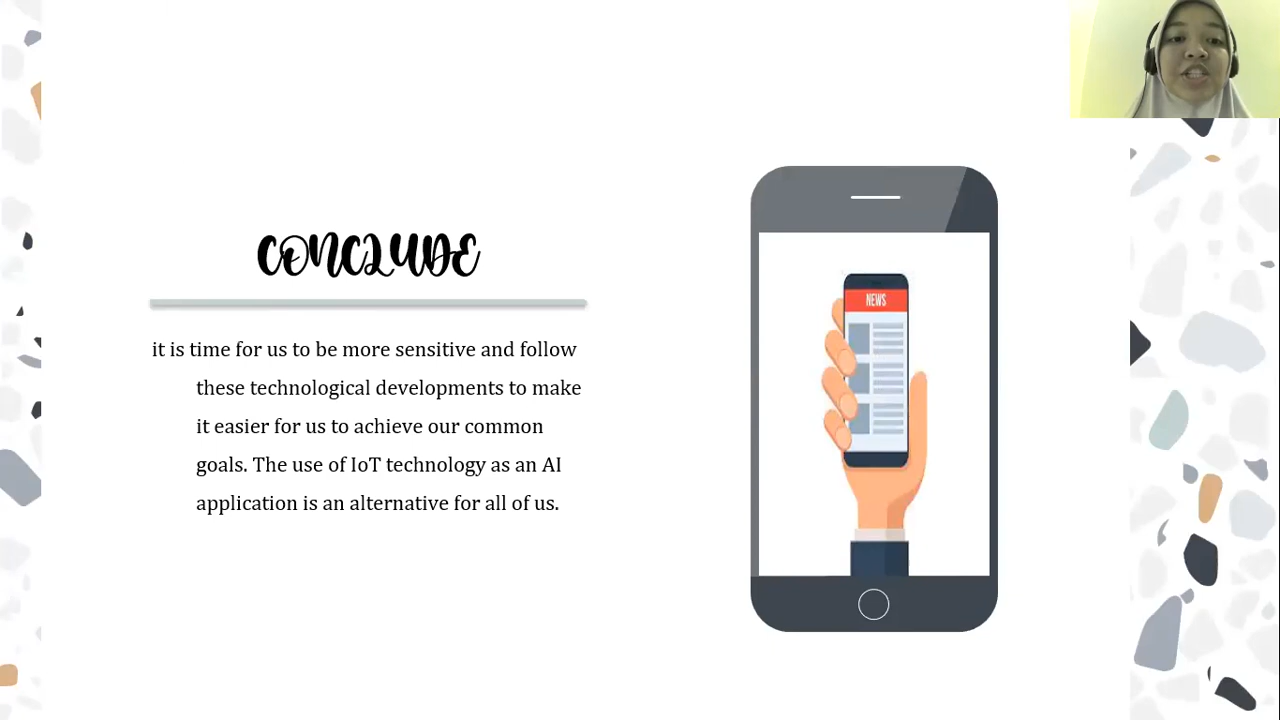 CONCLUDE
it is time for us to be more sensitive and follow
these technological developments to make
it easier for us to achieve our common
goals. The use of IoT technology as an AI
application is an alternative for all of us.
NEWS